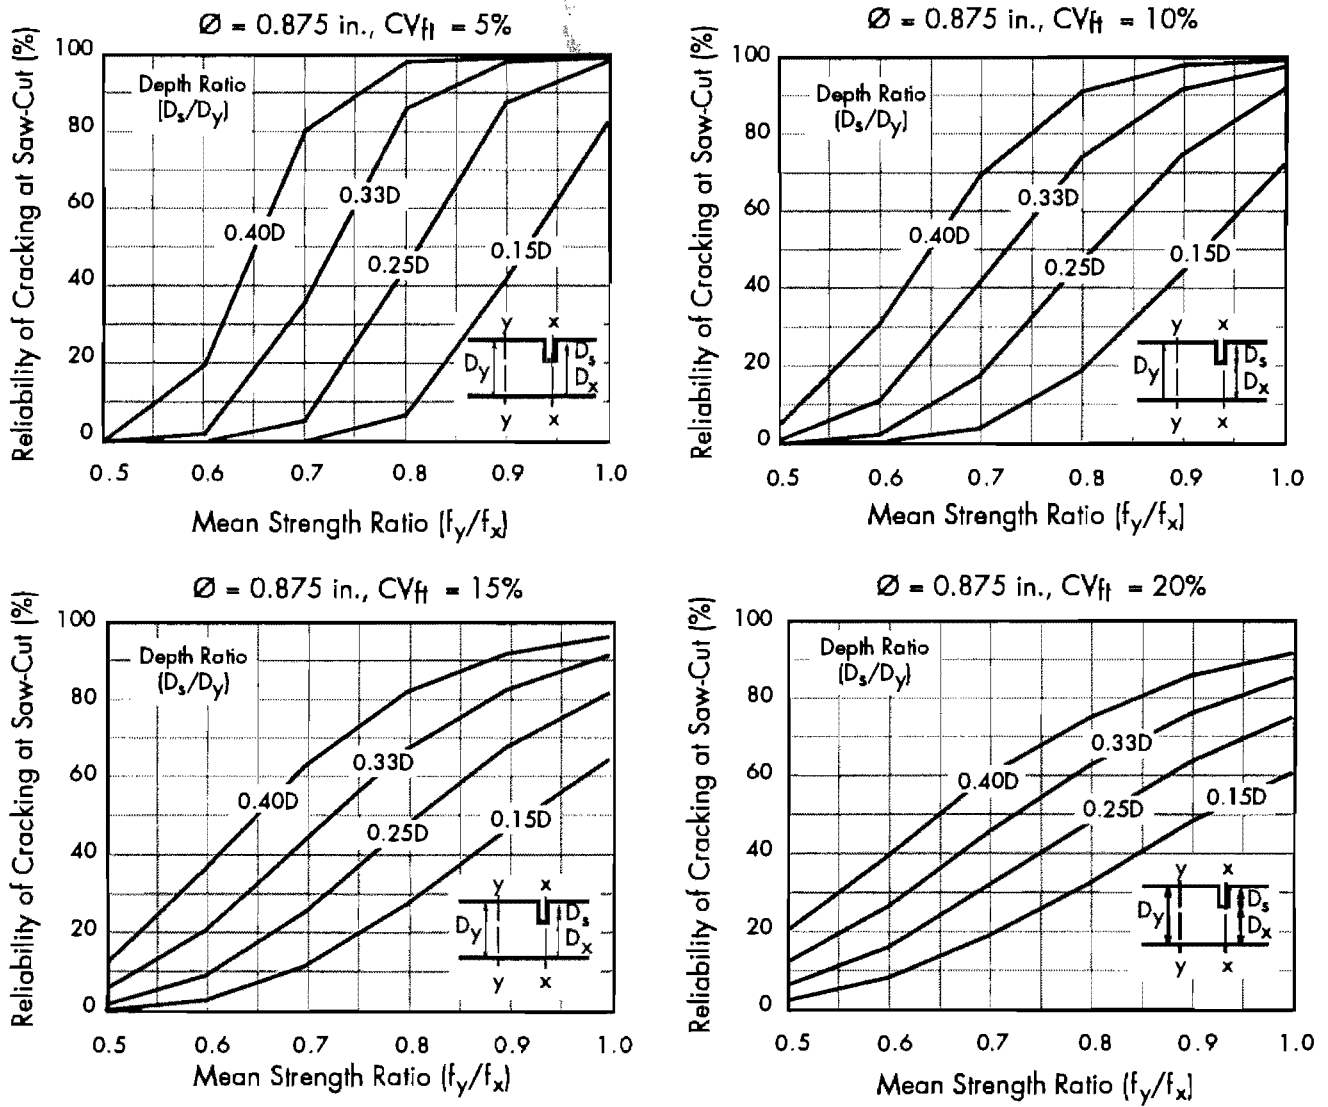 Ø = 0.875 in., CVft = 5%
Reliability of Cracking at Saw-Cut (%)
100
80
60
40
20
0
Depth Ratio
(Ds/Dy)
0.40D
0.33D
0.25D
0.15D
y x
Dy Ds
Dx
y x
0.5 0.6 0.7 0.8 0.9 1.0
Mean Strength Ratio (fy/fx)
Ø = 0.875 in., CVft = 10%
Reliability of Cracking at Saw-Cut (%)
100
80
60
40
20
0
Depth Ratio
(Ds/Dy]
0.40D
0.33D
0.25D
0.15D
y x
Dy Ds
Dx
y x
0.5 0.6 0.7 0.8 0.9 1.0
Mean Strength Ratio (fy/fx]
Ø = 0.875 in., CVft = 15%
Reliability of Cracking at Saw-Cut (%)
100
80
60
40
20
0
Depth Ratio
(Ds/Dy)
0.40D
0.33D
0.25D
0.15D
y x
Dy Ds
Dx
y x
0.5 0.6 0.7 0.8 0.9 1.0
Mean Strength Ratio (fy/fx)
Ø = 0.875 in., CVft = 20%
Reliability of Cracking at Saw-Cut (%)
100
80
60
40
20
0
Depth Ratio
(Ds/Dy)
0.40D
0.33D
0.25D
0.15D
y x
Dy Ds
Dx
y x
0.5 0.6 0.7 0.8 0.9 1.0
Mean Strength Ratio (fy/fx]